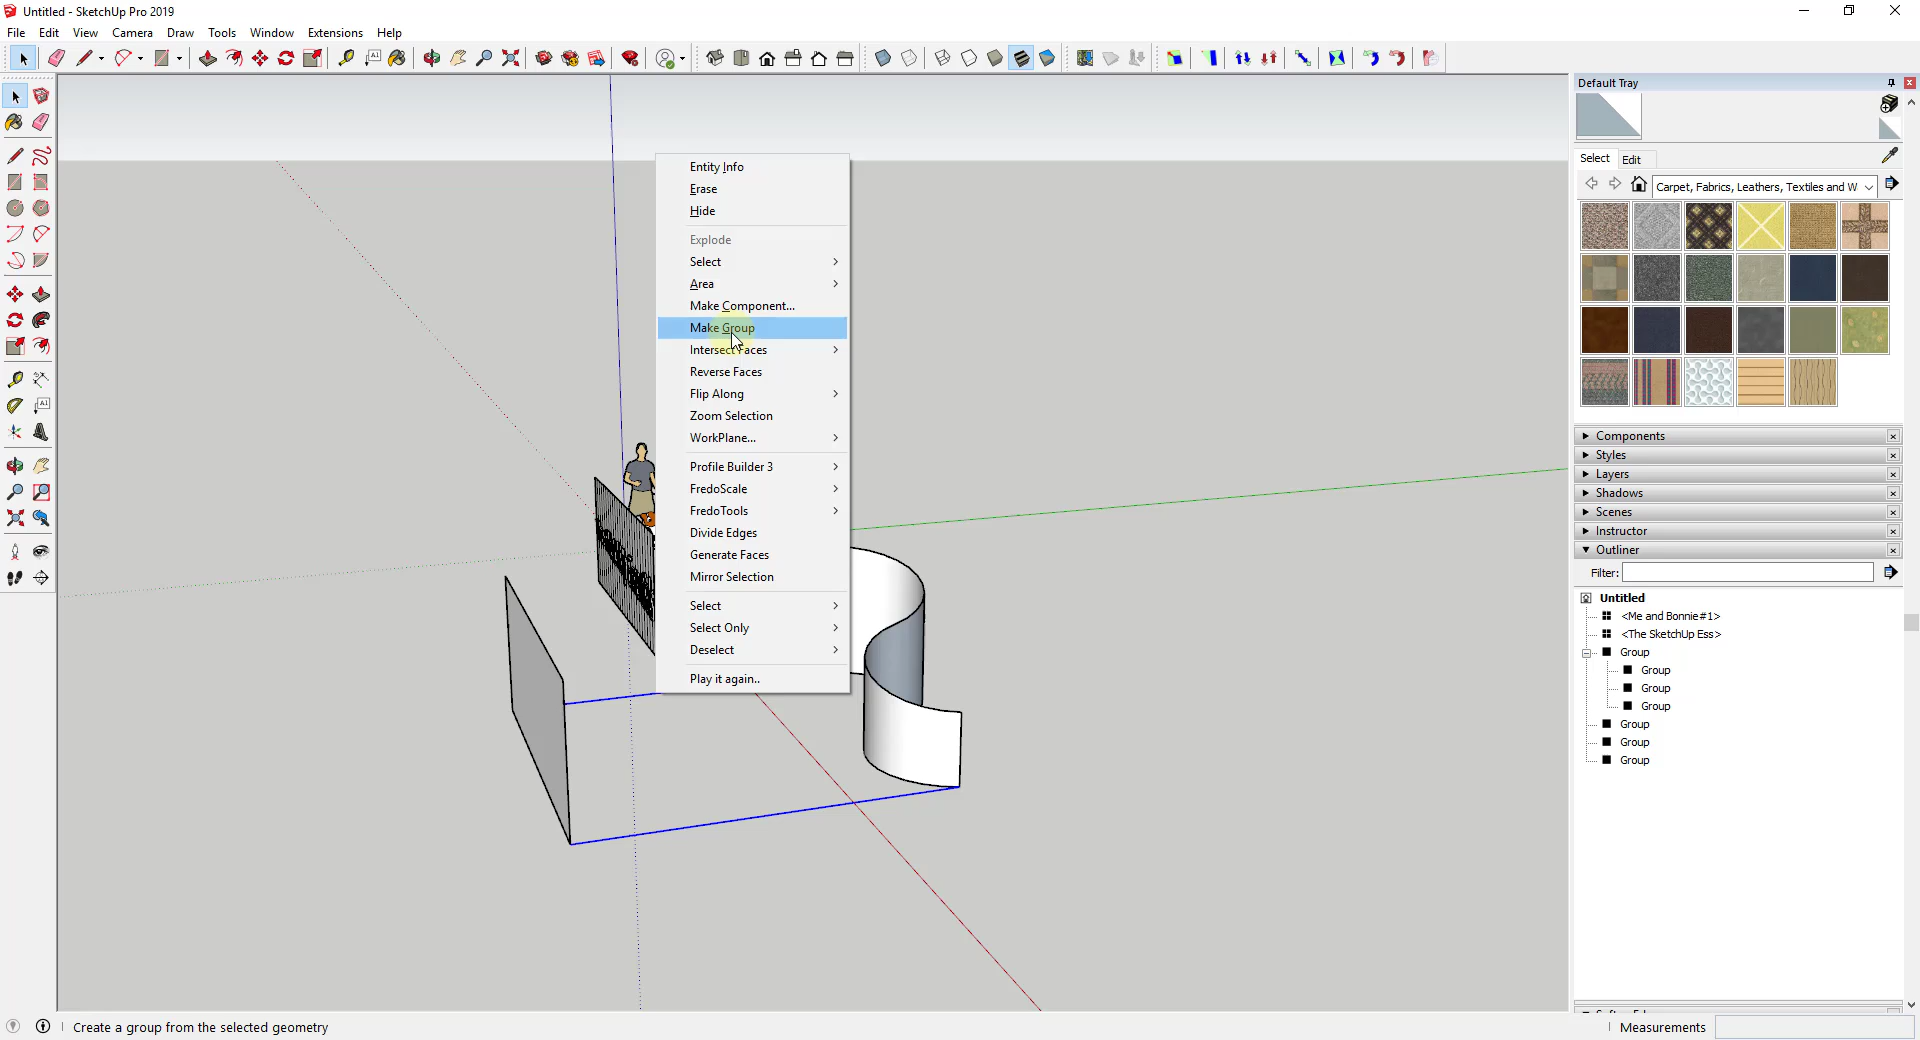 Untitled - SketchUp Pro 2019
File Edit View Camera Draw Tools Window Extensions Help
Default Tray
Select Edit
Carpet, Fabrics, Leathers, Textiles and W
Entity Info
Erase
Hide
Explode
Select
Area
Make Component...
Make Group
Intersect Faces
Reverse Faces
Flip Along
Zoom Selection
WorkPlane...
Profile Builder 3
FredoScale
FredoTools
Divide Edges
Generate Faces
Mirror Selection
Select
Select Only
Deselect
Play it again..
Components
Styles
Layers
Shadows
Scenes
Instructor
Outliner
Filter:
Untitled
<Me and Bonnie#1>
<The SketchUp Ess>
Group
Group
Group
Group
Group
Group
Group
Create a group from the selected geometry
Measurements